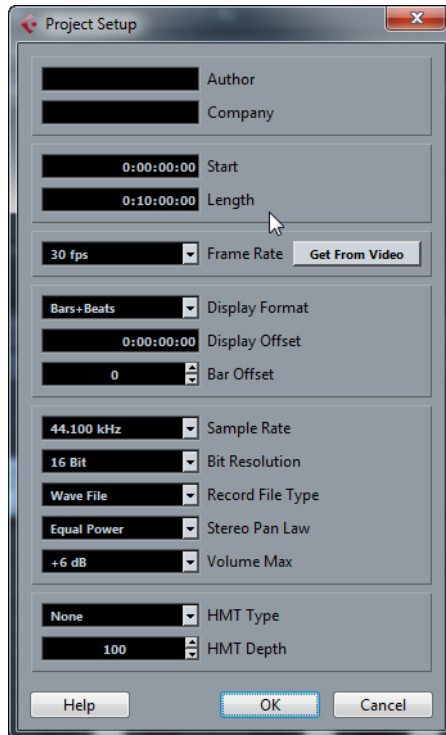 Project Setup
Author
Company
0:00:00:00 Start
0:10:00:00 Length
30 fps Frame Rate Get From Video
Bars+Beats Display Format
0:00:00:00 Display Offset
0 Bar Offset
44.100 kHz Sample Rate
16 Bit Bit Resolution
Wave File Record File Type
Equal Power Stereo Pan Law
+6 dB Volume Max
None HMT Type
100 HMT Depth
Help OK Cancel